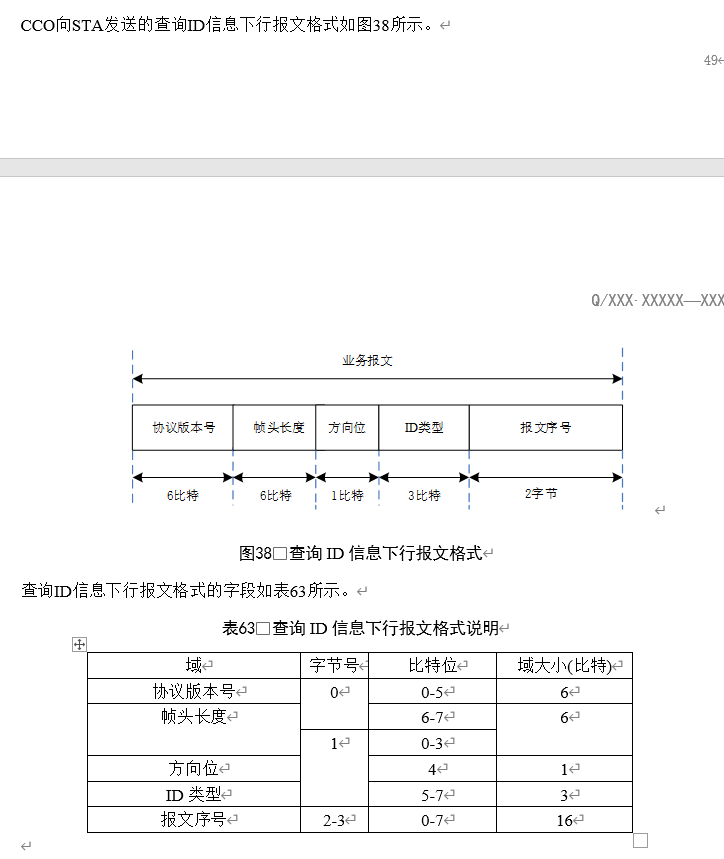 CCO向STA发送的查询ID信息下行报文格式如图38所示。
49
Q/XXX·XXXXX—XXX
业务报文
协议版本号 帧头长度 方向位 ID类型 报文序号
6比特 6比特 1比特 3比特 2字节
图38 查询 ID 信息下行报文格式
查询ID信息下行报文格式的字段如表63所示。
表63 查询 ID 信息下行报文格式说明
域 字节号 比特位 域大小(比特)
协议版本号 0 0-5 6
帧头长度 6-7 6
1 0-3
方向位 4 1
ID 类型 5-7 3
报文序号 2-3 0-7 16